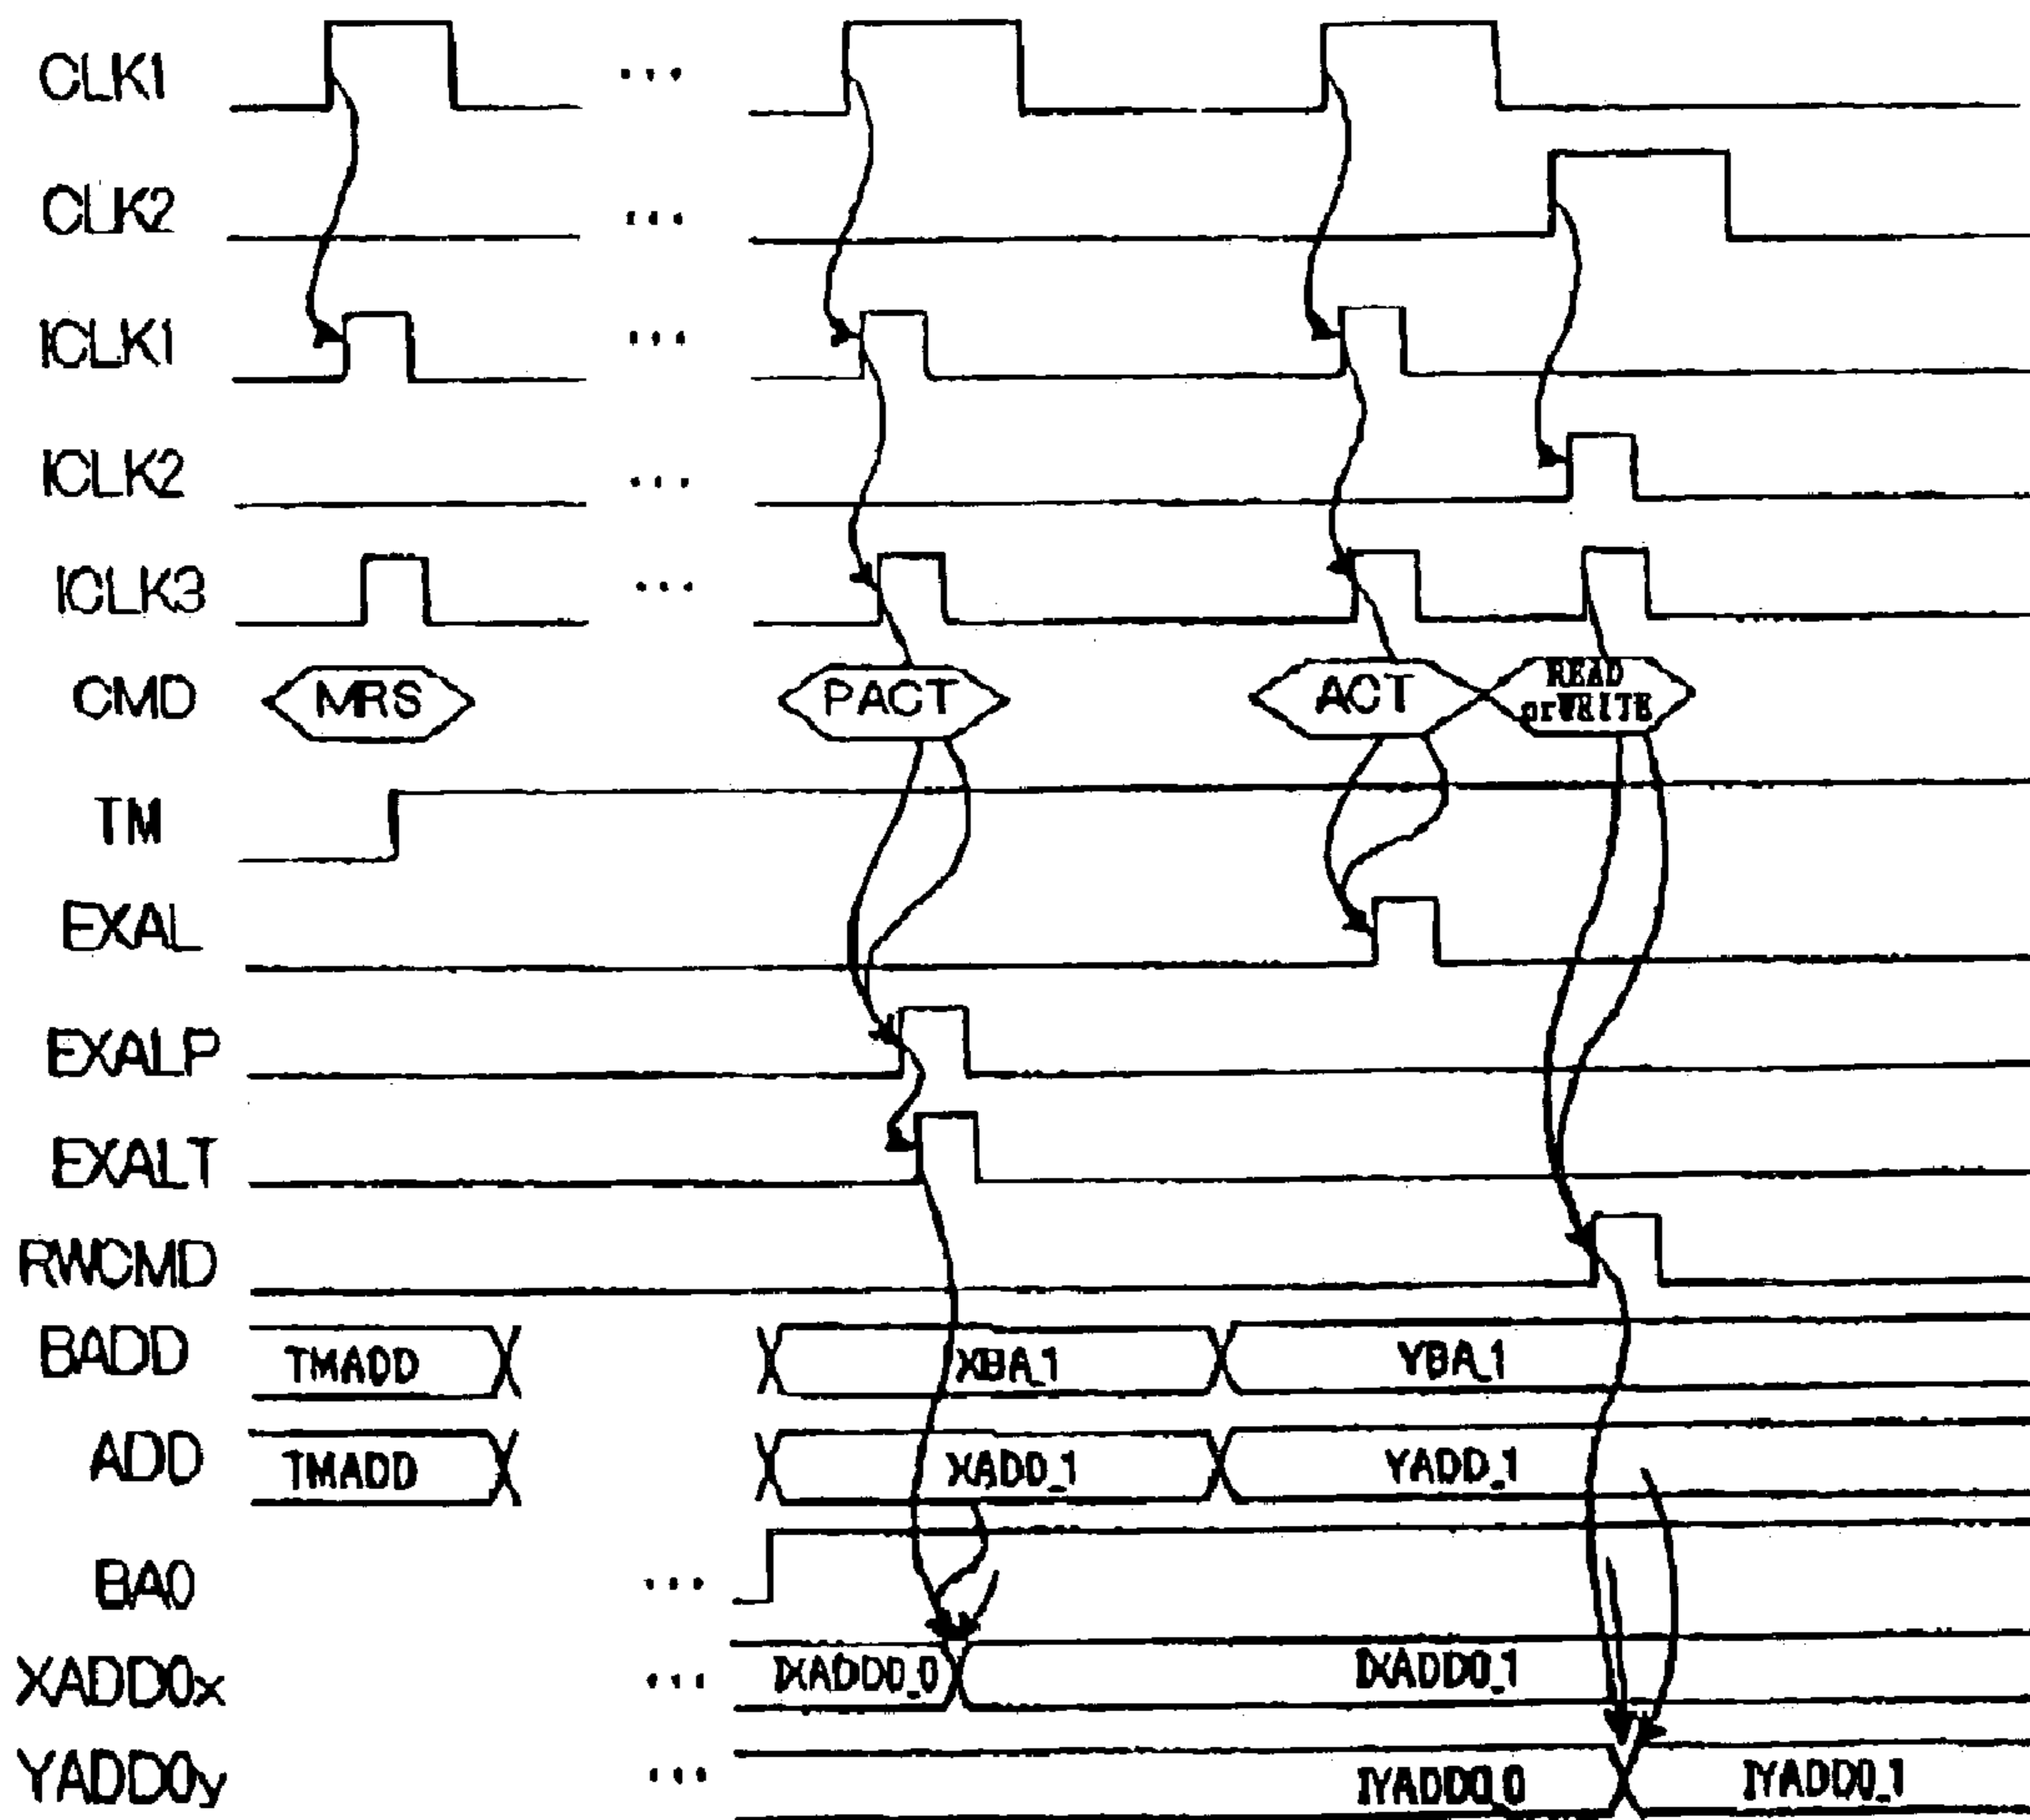 CLK1 ...
CLK2 ...
ICLK1 ...
ICLK2 ...
ICLK3 ...
CMD MRS PACT ACT READ
orWRITE
TM
EXAL
EXALP
EXALT
RWCMD
BADD TMADD XBA_1 YBA_1
ADD TMADD XADD_1 YADD_1
BA0 ...
XADD0x ... IXADD0_0 IXADD0_1
YADD0y ... IYADD0_0 IYADD0_1